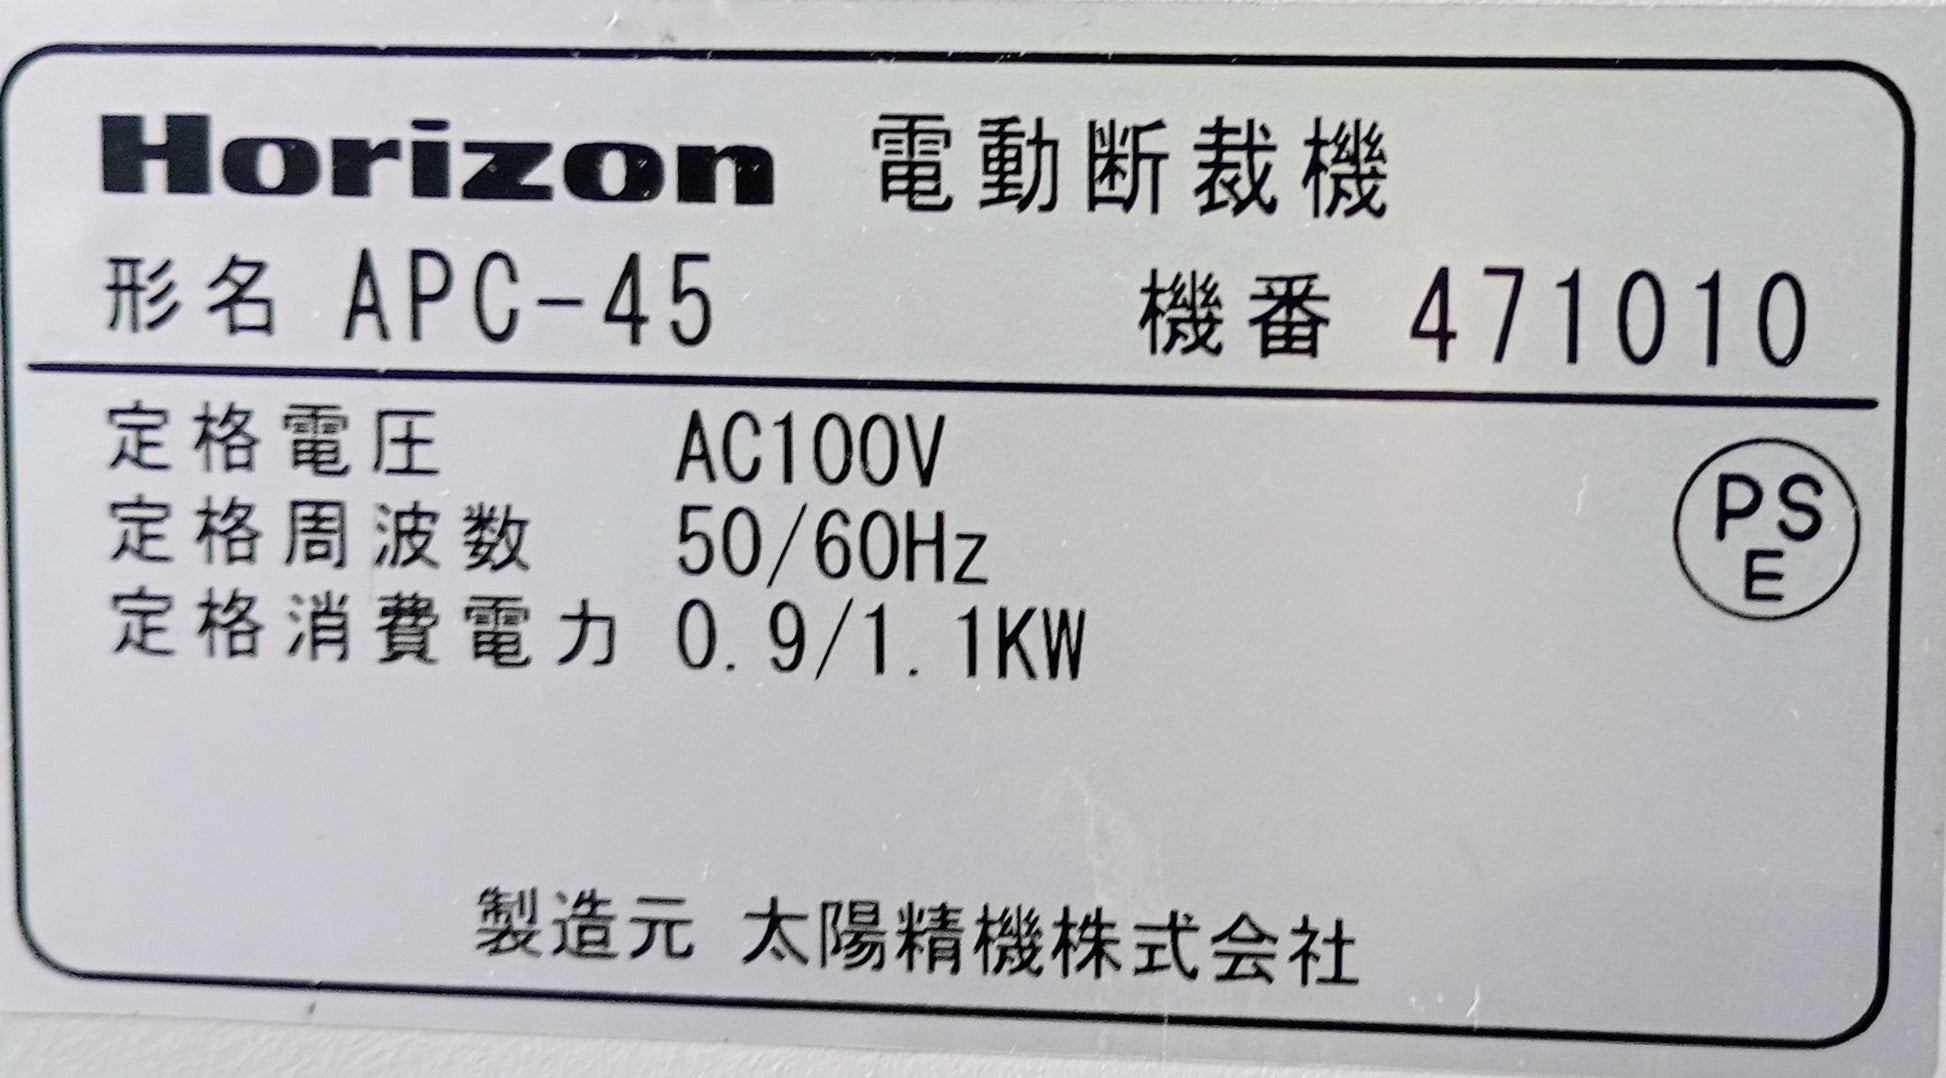 Horizon 電動断裁機
形名 APC-45 機番 471010
定格電圧 AC100V
定格周波数 50/60Hz
定格消費電力 0.9/1.1KW
PS
E
製造元 太陽精機株式会社